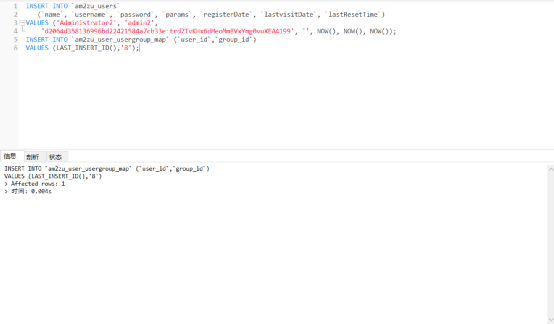 1 INSERT INTO `am2zu_users`
2 (`name`, `username`, `password`, `params`, `registerDate`, `lastvisitDate`, `lastResetTime`)
3 VALUES ('Administrator2', 'admin2',
4 'd2064d358136996bd22421584a7cb33e:trd7TvKHx6dMeoMmBVxYmg0vuXEA4199', '', NOW(), NOW(), NOW());
5 INSERT INTO `am2zu_user_usergroup_map` (`user_id`,`group_id`)
6 VALUES (LAST_INSERT_ID(),'8');
信息 剖析 状态
INSERT INTO `am2zu_user_usergroup_map` (`user_id`,`group_id`)
VALUES (LAST_INSERT_ID(),'8')
> Affected rows: 1
> 时间: 0.004s